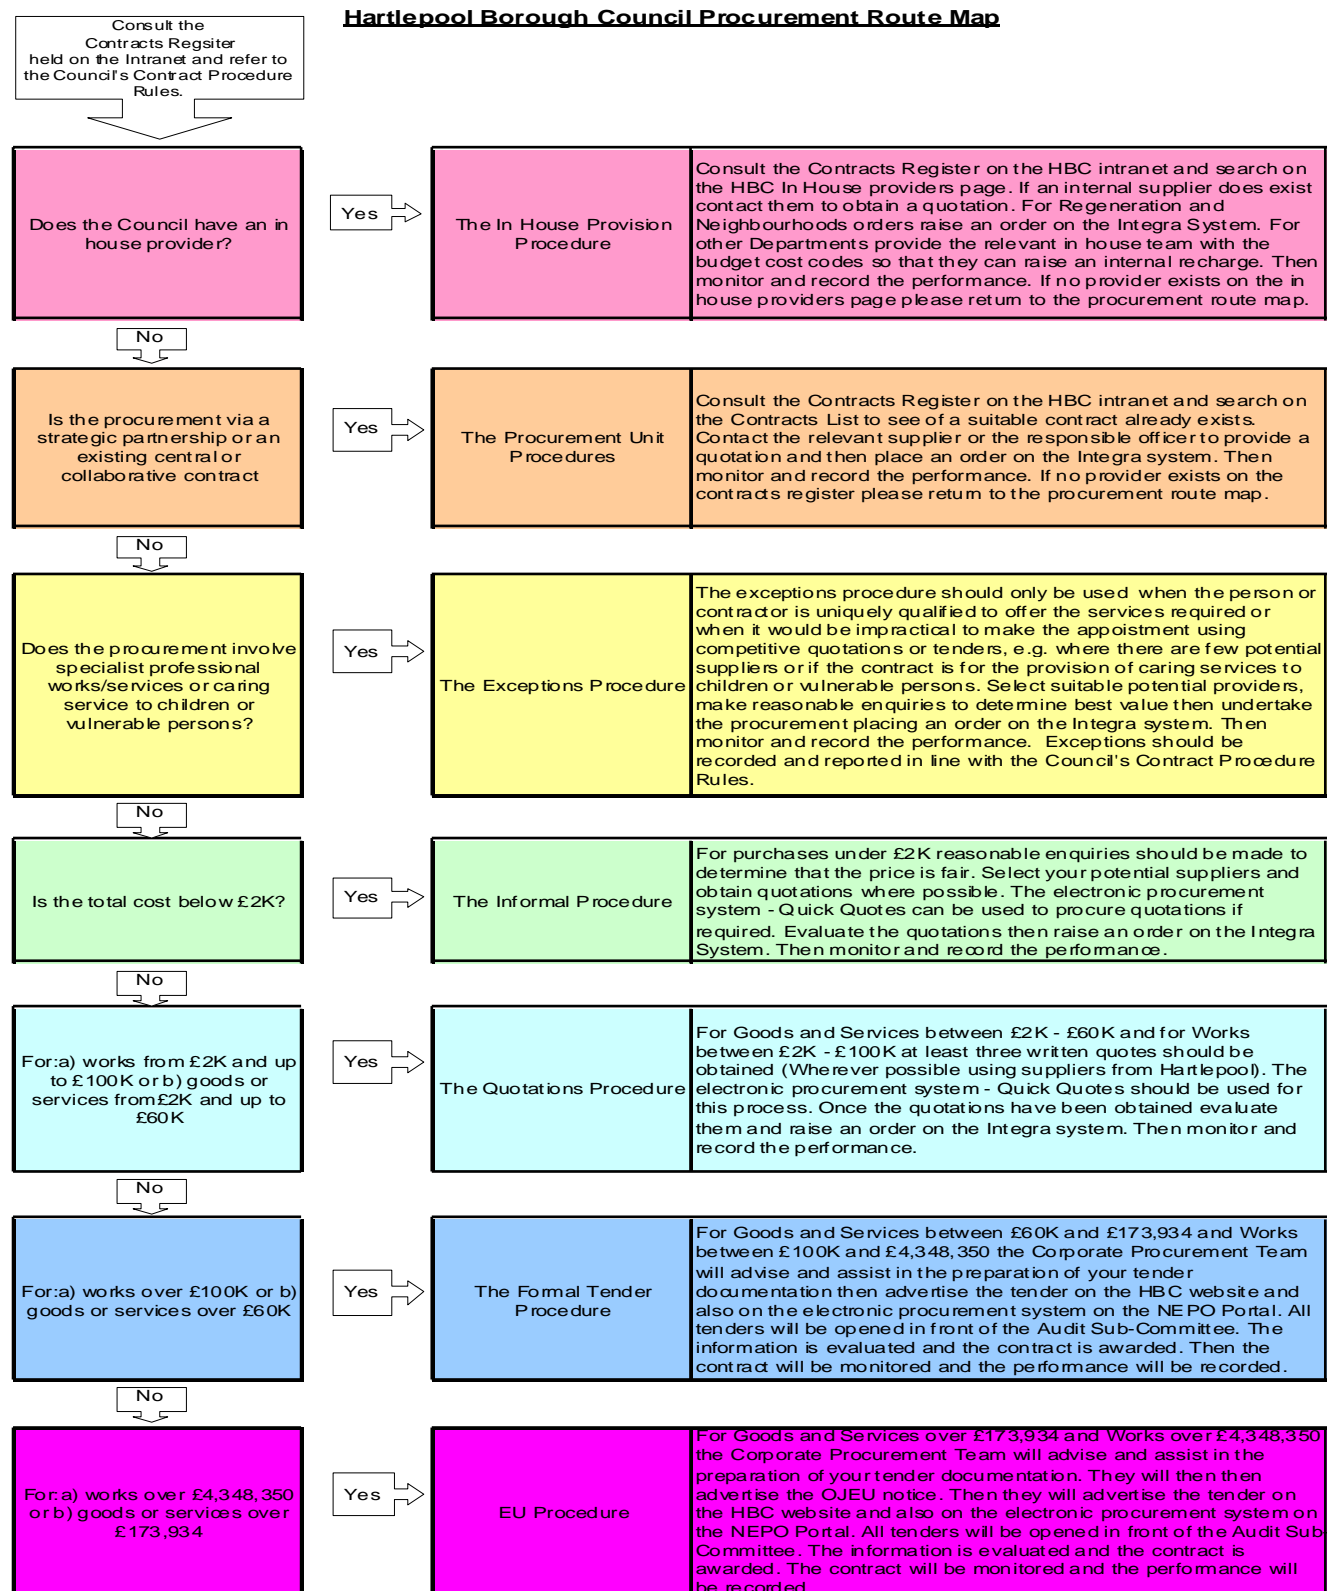 Hartlepool Borough Council Procurement Route Map
Consult the
Contracts Regsiter
held on the Intranet and refer to
the Council's Contract Procedure
Rules.
Does the Council have an in
house provider?
Yes
The In House Provision
Procedure
Consult the Contracts Register on the HBC intranet and search on
the HBC In House providers page. If an internal supplier does exist
contact them to obtain a quotation. For Regeneration and
Neighbourhoods orders raise an order on the Integra System. For
other Departments provide the relevant in house team with the
budget cost codes so that they can raise an internal recharge. Then
monitor and record the performance. If no provider exists on the in
house providers page please return to the procurement route map.
No
Is the procurement via a
strategic partnership or an
existing central or
collaborative contract
Yes
The Procurement Unit
Procedures
Consult the Contracts Register on the HBC intranet and search on
the Contracts List to see of a suitable contract already exists.
Contact the relevant supplier or the responsible officer to provide a
quotation and then place an order on the Integra system. Then
monitor and record the performance. If no provider exists on the
contracts register please return to the procurement route map.
No
Does the procurement involve
specialist professional
works/services or caring
service to children or
vulnerable persons?
Yes
The Exceptions Procedure
The exceptions procedure should only be used when the person or
contractor is uniquely qualified to offer the services required or
when it would be impractical to make the appoistment using
competitive quotations or tenders, e.g. where there are few potential
suppliers or if the contract is for the provision of caring services to
children or vulnerable persons. Select suitable potential providers,
make reasonable enquiries to determine best value then undertake
the procurement placing an order on the Integra system. Then
monitor and record the performance. Exceptions should be
recorded and reported in line with the Council's Contract Procedure
Rules.
No
Is the total cost below £2K?
Yes
The Informal Procedure
For purchases under £2K reasonable enquiries should be made to
determine that the price is fair. Select your potential suppliers and
obtain quotations where possible. The electronic procurement
system - Quick Quotes can be used to procure quotations if
required. Evaluate the quotations then raise an order on the Integra
System. Then monitor and record the performance.
No
For:a) works from £2K and up
to £100K or b) goods or
services from £2K and up to
£60K
Yes
The Quotations Procedure
For Goods and Services between £2K - £60K and for Works
between £2K - £100K at least three written quotes should be
obtained (Wherever possible using suppliers from Hartlepool). The
electronic procurement system - Quick Quotes should be used for
this process. Once the quotations have been obtained evaluate
them and raise an order on the Integra system. Then monitor and
record the performance.
No
For:a) works over £100K or b)
goods or services over £60K
Yes
The Formal Tender
Procedure
For Goods and Services between £60K and £173,934 and Works
between £100K and £4,348,350 the Corporate Procurement Team
will advise and assist in the preparation of your tender
documentation then advertise the tender on the HBC website and
also on the electronic procurement system on the NEPO Portal. All
tenders will be opened in front of the Audit Sub-Committee. The
information is evaluated and the contract is awarded. Then the
contract will be monitored and the performance will be recorded.
No
For:a) works over £4,348,350
or b) goods or services over
£173,934
Yes
EU Procedure
For Goods and Services over £173,934 and Works over £4,348,350
the Corporate Procurement Team will advise and assist in the
preparation of your tender documentation. They will then then
advertise the OJEU notice. Then they will advertise the tender on
the HBC website and also on the electronic procurement system on
the NEPO Portal. All tenders will be opened in front of the Audit Sub-
Committee. The information is evaluated and the contract is
awarded. The contract will be monitored and the performance will
be recorded